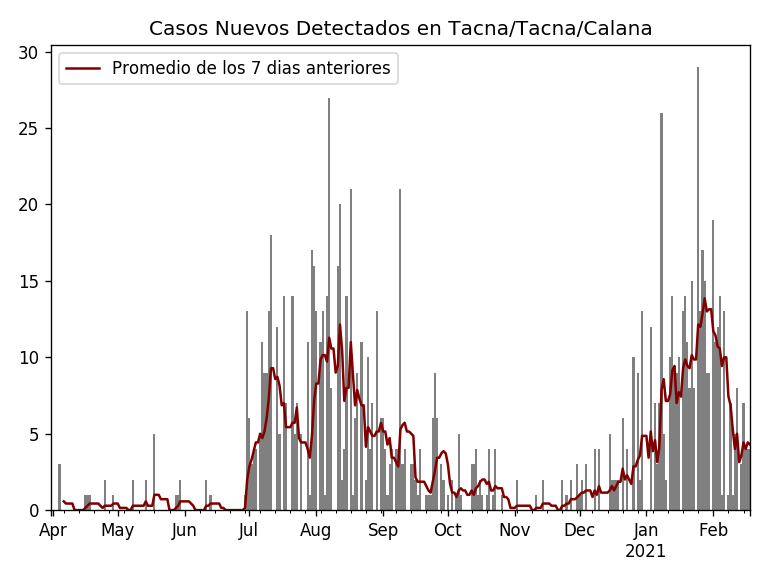 Casos Nuevos Detectados en Tacna/Tacna/Calana
Promedio de los 7 dias anteriores
30
25
20
15
10
5
0
Apr May Jun Jul Aug Sep Oct Nov Dec Jan Feb
2021